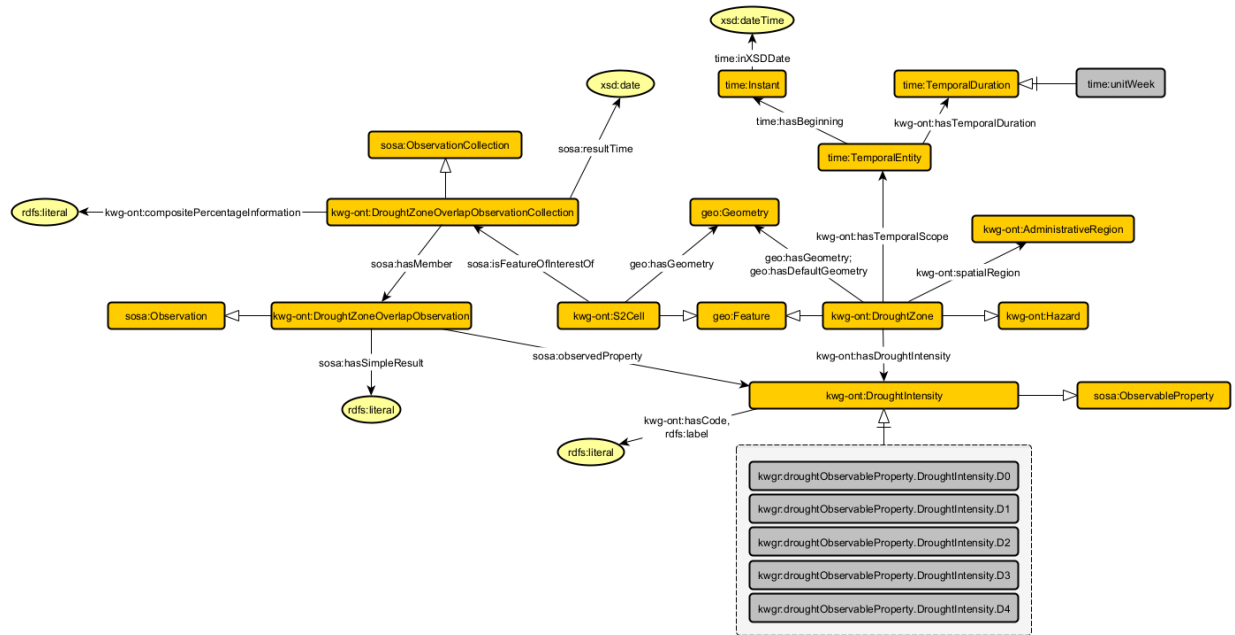 xsd:dateTime
time:inXSDDate
xsd:date
time:Instant
time:TemporalDuration
time:unitWeek
time:hasBeginning
kwg-ont:hasTemporalDuration
sosa:ObservationCollection
sosa:resultTime
time:TemporalEntity
rdfs:literal
kwg-ont:compositePercentageInformation
kwg-ont:DroughtZoneOverlapObservationCollection
geo:Geometry
kwg-ont:hasTemporalScope
kwg-ont:AdministrativeRegion
sosa:hasMember
sosa:isFeatureOfInterestOf
geo:hasGeometry
geo:hasGeometry;
geo:hasDefaultGeometry
kwg-ont:spatialRegion
sosa:Observation
kwg-ont:DroughtZoneOverlapObservation
kwg-ont:S2Cell
geo:Feature
kwg-ont:DroughtZone
kwg-ont:Hazard
sosa:hasSimpleResult
sosa:observedProperty
kwg-ont:hasDroughtIntensity
rdfs:literal
kwg-ont:DroughtIntensity
sosa:ObservableProperty
kwg-ont:hasCode,
rdfs:label
rdfs:literal
kwgr:droughtObservableProperty.DroughtIntensity.D0
kwgr:droughtObservableProperty.DroughtIntensity.D1
kwgr:droughtObservableProperty.DroughtIntensity.D2
kwgr:droughtObservableProperty.DroughtIntensity.D3
kwgr:droughtObservableProperty.DroughtIntensity.D4